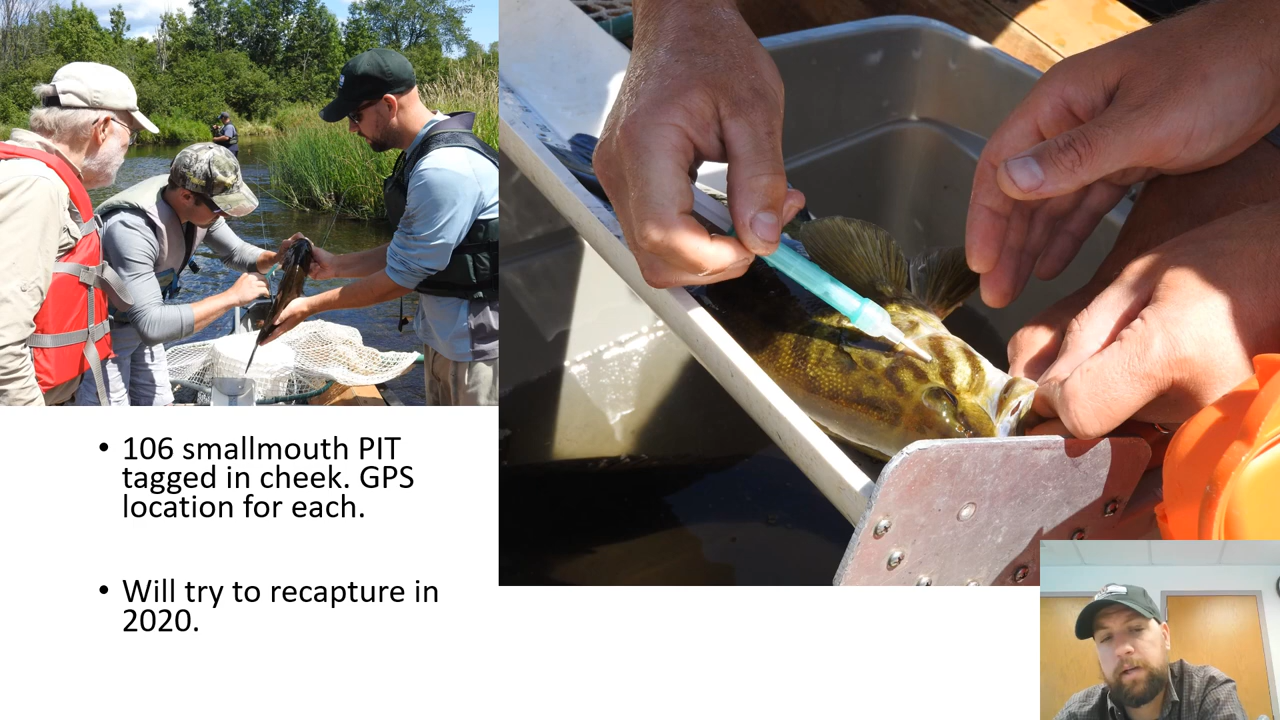 • 106 smallmouth PIT
tagged in cheek. GPS
location for each.
• Will try to recapture in
2020.